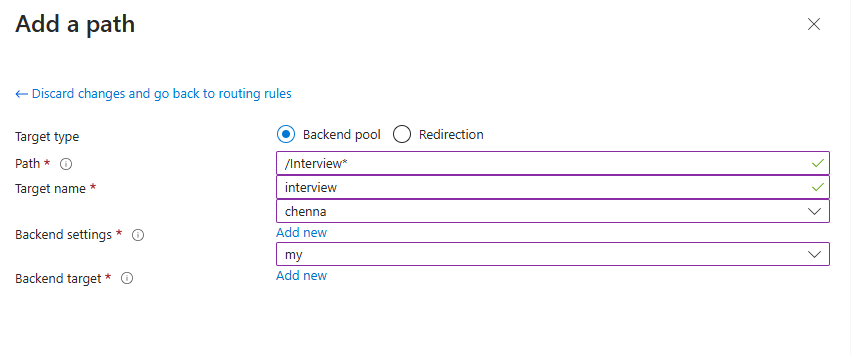 Add a path
← Discard changes and go back to routing rules
Target type Backend pool Redirection
Path * /Interview*
Target name * interview
chenna
Backend settings * Add new
my
Backend target * Add new